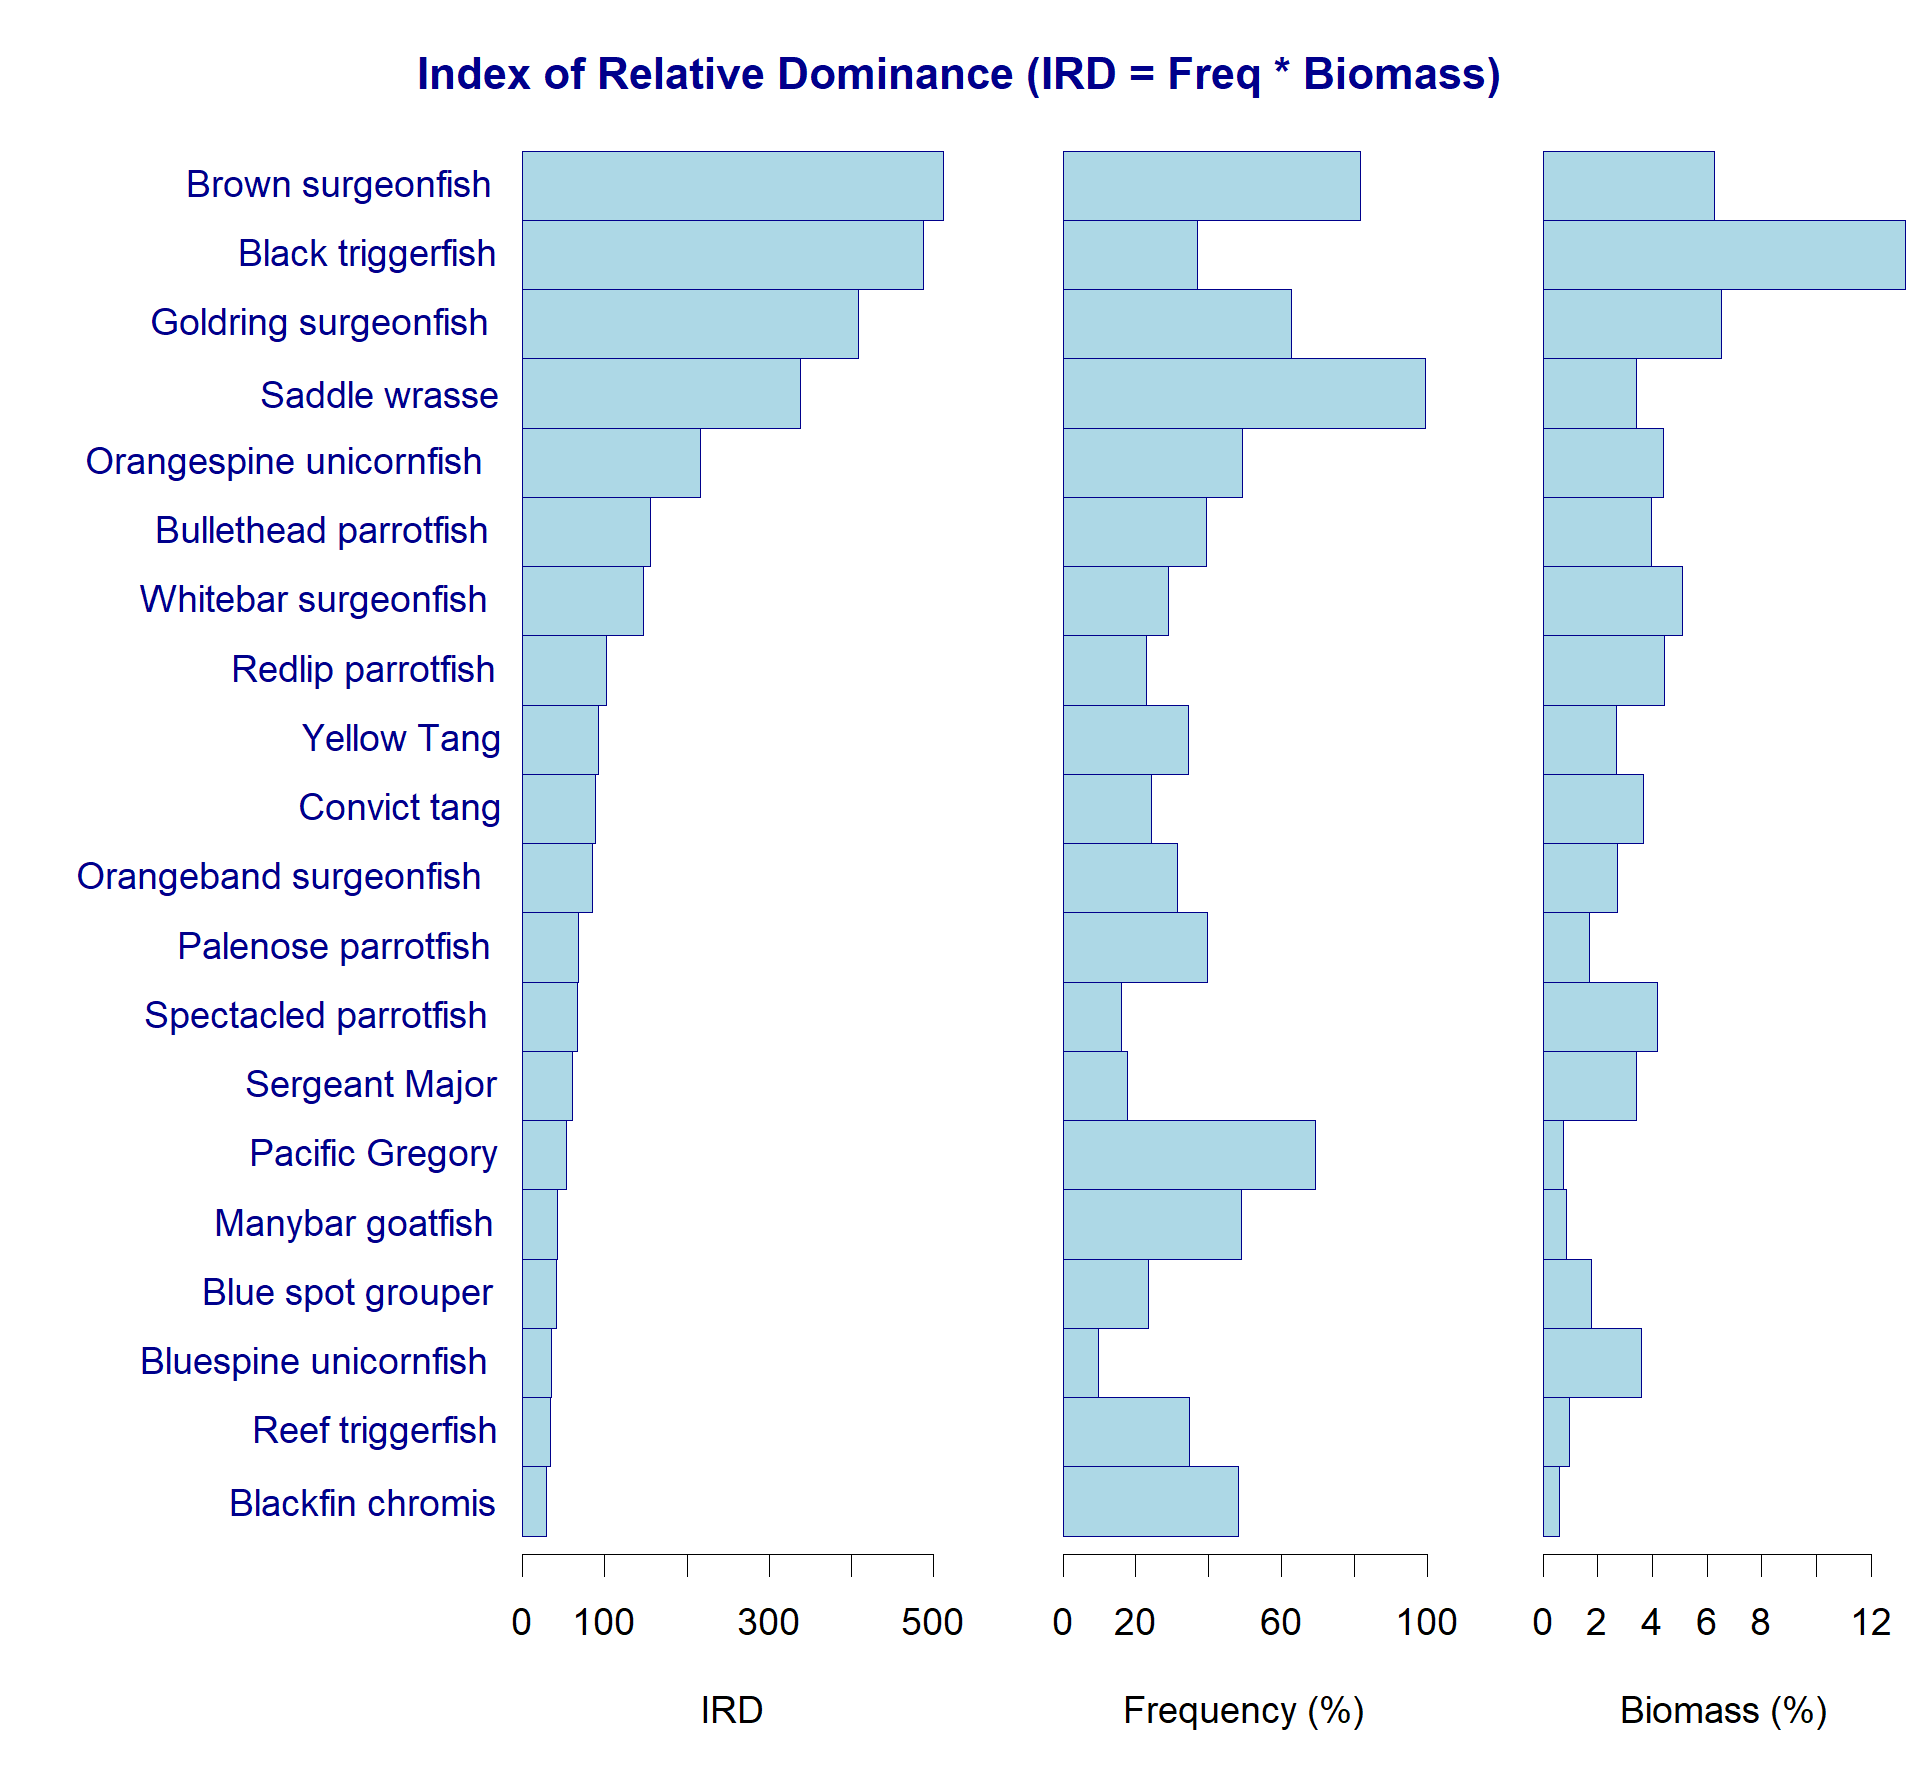 Index of Relative Dominance (IRD = Freq * Biomass)
Brown surgeonfish
Black triggerfish
Goldring surgeonfish
Saddle wrasse
Orangespine unicornfish
Bullethead parrotfish
Whitebar surgeonfish
Redlip parrotfish
Yellow Tang
Convict tang
Orangeband surgeonfish
Palenose parrotfish
Spectacled parrotfish
Sergeant Major
Pacific Gregory
Manybar goatfish
Blue spot grouper
Bluespine unicornfish
Reef triggerfish
Blackfin chromis
0 100 300 500
0 20 60 100
0 2 4 6 8 12
IRD
Frequency (%)
Biomass (%)